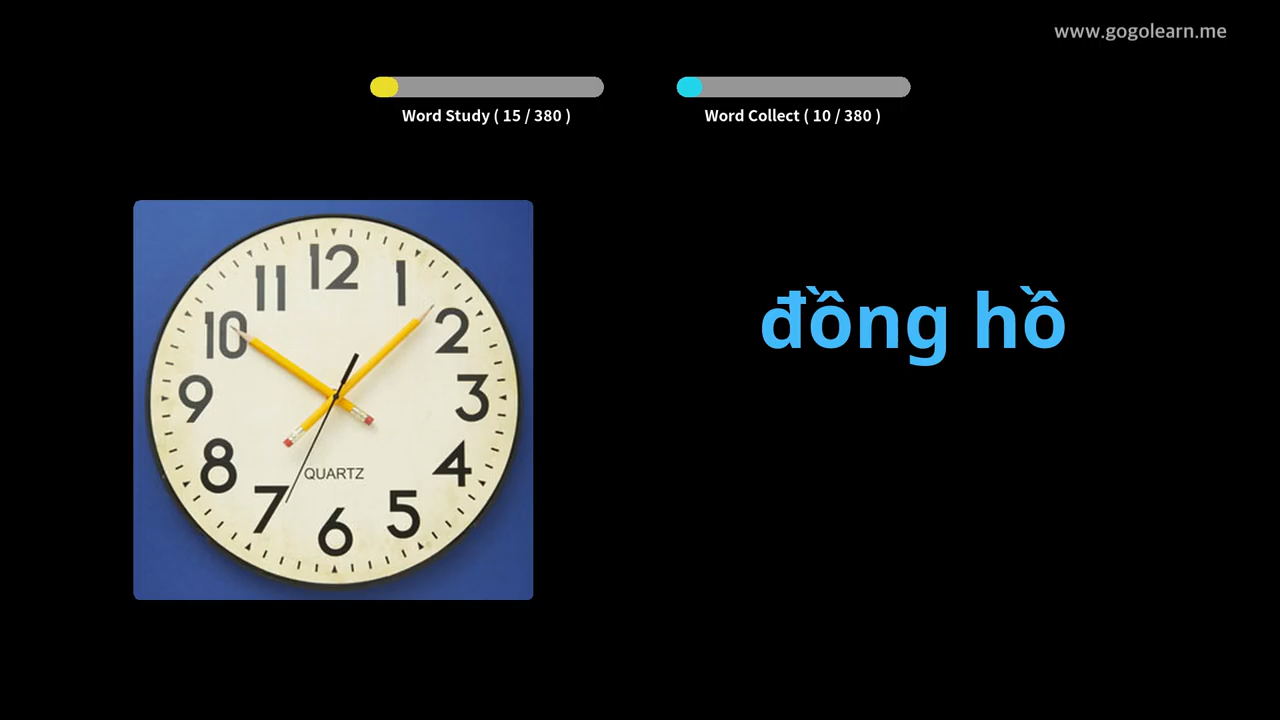 www.gogolearn.me
Word Study ( 15 / 380 )
Word Collect ( 10 / 380 )
12
11
1
10
2
9
3
8
4
QUARTZ
7
5
6
đồng hồ